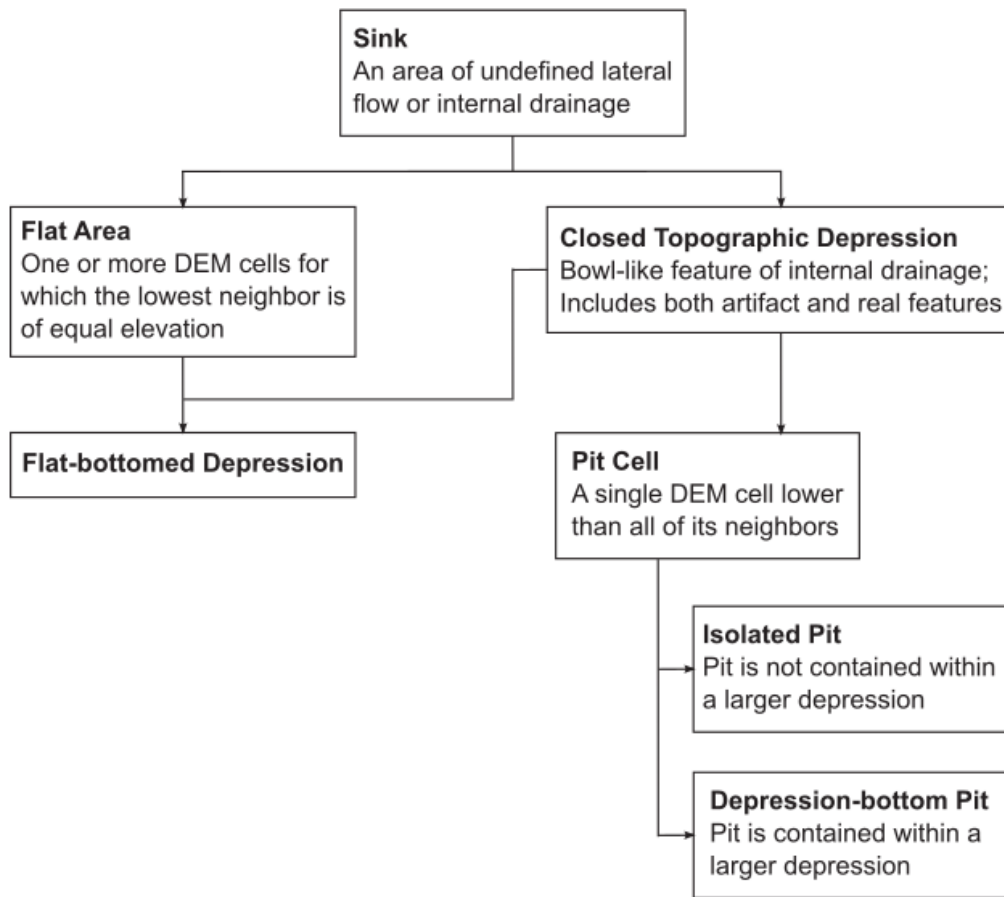 Sink
An area of undefined lateral
flow or internal drainage
Flat Area
One or more DEM cells for
which the lowest neighbor is
of equal elevation
Closed Topographic Depression
Bowl-like feature of internal drainage;
Includes both artifact and real features
Flat-bottomed Depression
Pit Cell
A single DEM cell lower
than all of its neighbors
Isolated Pit
Pit is not contained within
a larger depression
Depression-bottom Pit
Pit is contained within a
larger depression